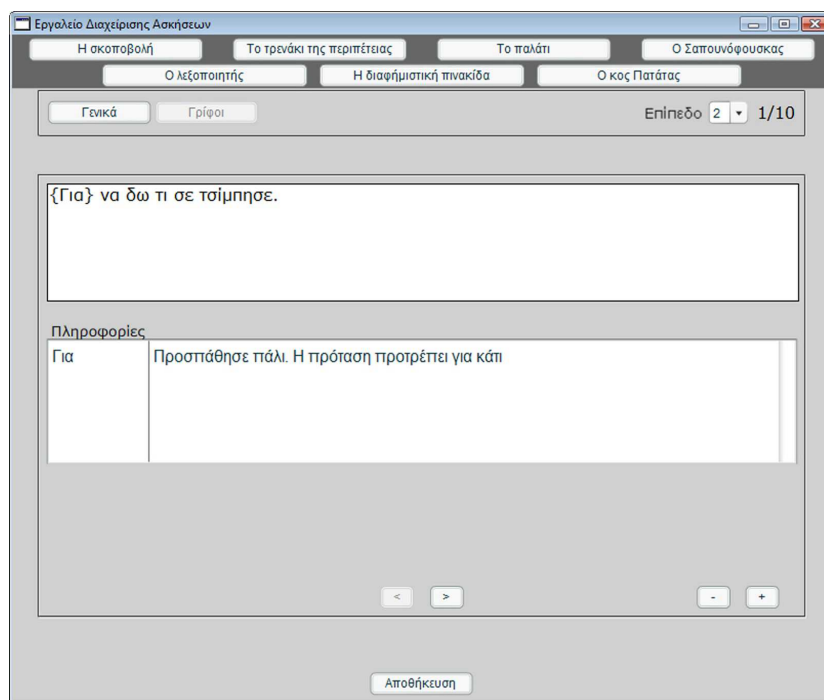 Εργαλείο Διαχείρισης Ασκήσεων
Η σκοποβολή Το τρενάκι της περιπέτειας Το παλάτι Ο Σαπουνόφουσκας
Ο λεξοποιητής Η διαφήμιστική πινακίδα Ο κος Πατάτας
Γενικά Γρίφοι Επίπεδο 2 1/10
{Για} να δω τι σε τσίμπησε.
Πληροφορίες
Για Προσπάθησε πάλι. Η πρόταση προτρέπει για κάτι
< > - +
Αποθήκευση